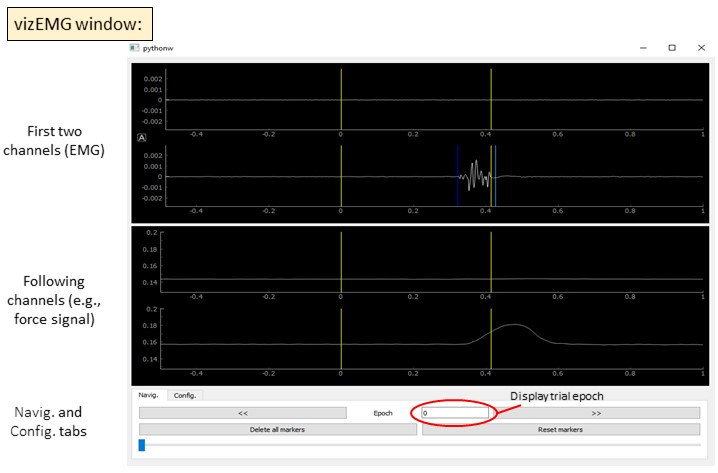 vizEMG window:
pythonw
First two
channels (EMG)
0.002
0.001
0
-0.001
-0.002
-0.4 -0.2 0 0.2 0.4 0.6 0.8 1
A
0.002
0.001
0
-0.001
-0.002
-0.4 -0.2 0 0.2 0.4 0.6 0.8 1
Following
channels (e.g.,
force signal)
0.2
0.18
0.16
0.14
-0.4 -0.2 0 0.2 0.4 0.6 0.8 1
0.2
0.18
0.16
0.14
-0.4 -0.2 0 0.2 0.4 0.6 0.8 1
Navig. and
Config. tabs
Navig. Config.
Display trial epoch
<< Epoch 0 >>
Delete all markers Reset markers